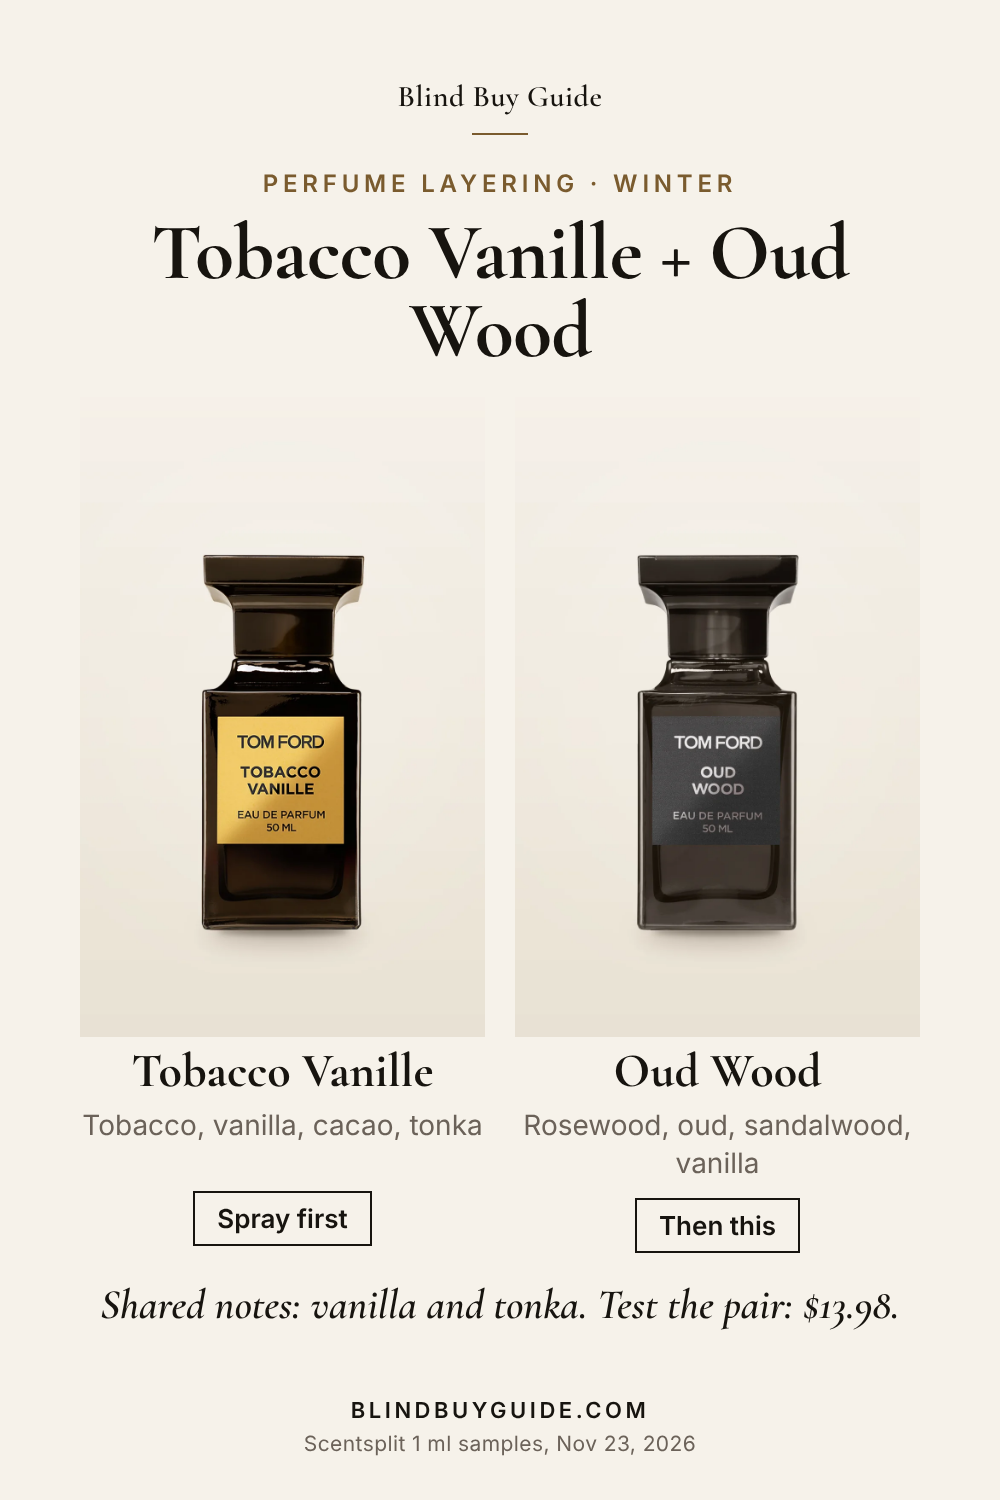 Blind Buy Guide
PERFUME LAYERING · WINTER
Tobacco Vanille + Oud
Wood
TOM FORD
TOBACCO
VANILLE
EAU DE PARFUM
50 ML
TOM FORD
OUD
WOOD
EAU DE PARFUM
50 ML
Tobacco Vanille
Tobacco, vanilla, cacao, tonka
Spray first
Oud Wood
Rosewood, oud, sandalwood,
vanilla
Then this
Shared notes: vanilla and tonka. Test the pair: $13.98.
BLINDBUYGUIDE.COM
Scentsplit 1 ml samples, Nov 23, 2026